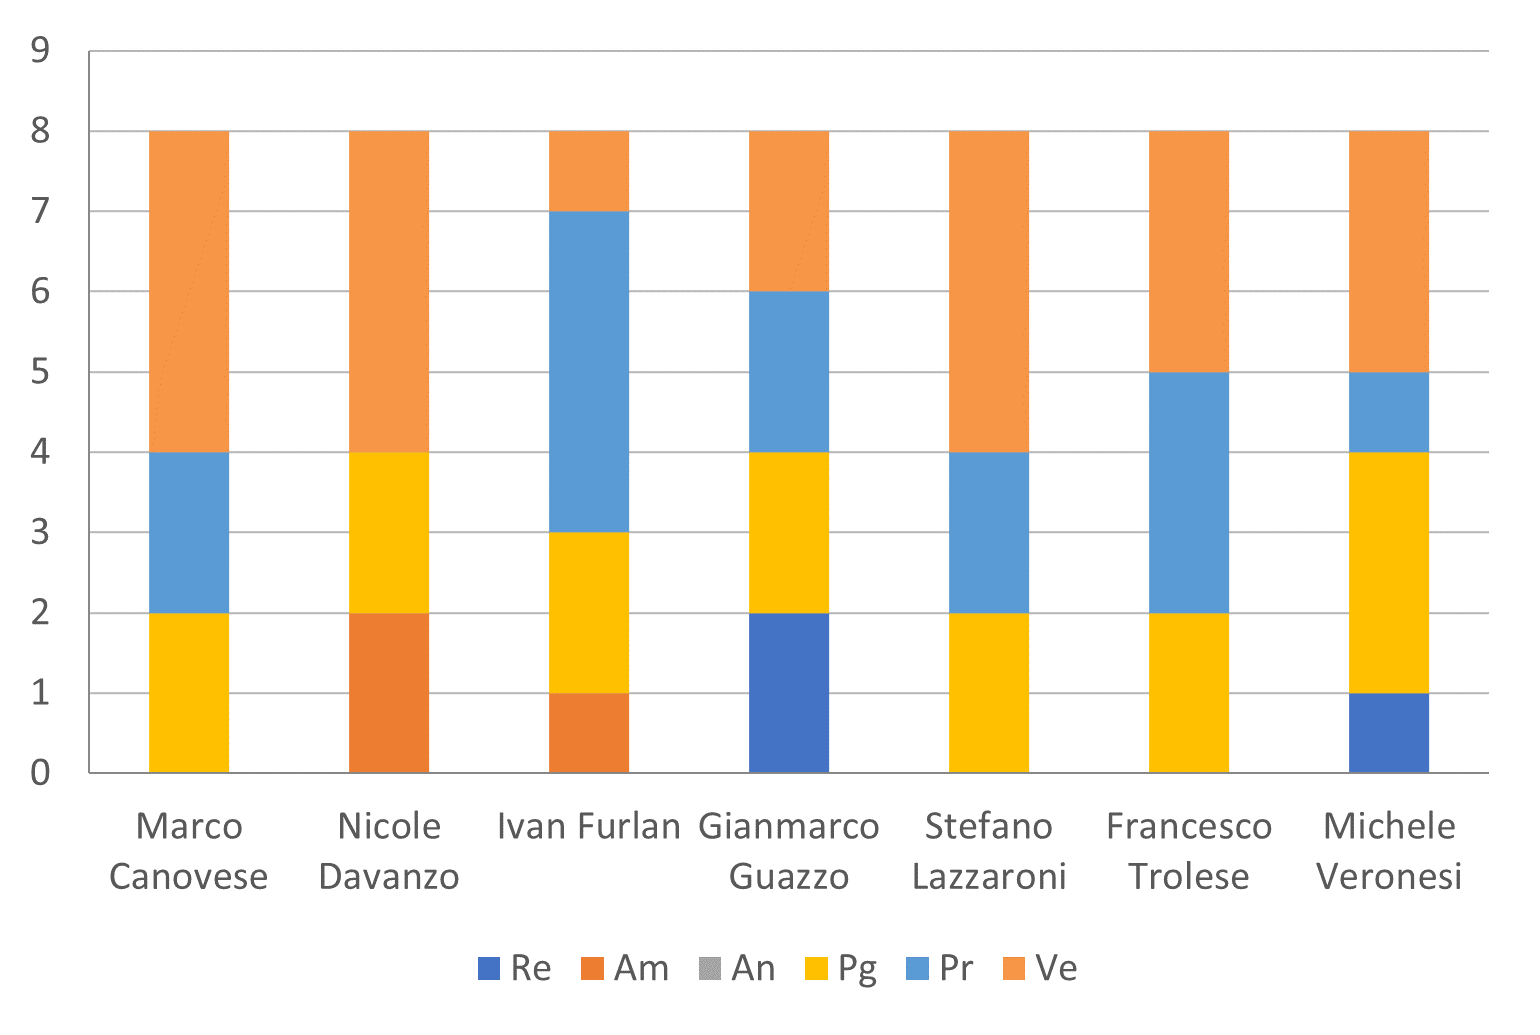 9
8
7
6
5
4
3
2
1
0
Marco Canovese
Nicole Davanzo
Ivan Furlan
Gianmarco Guazzo
Stefano Lazzaroni
Francesco Trolese
Michele Veronesi
Re Am An Pg Pr Ve